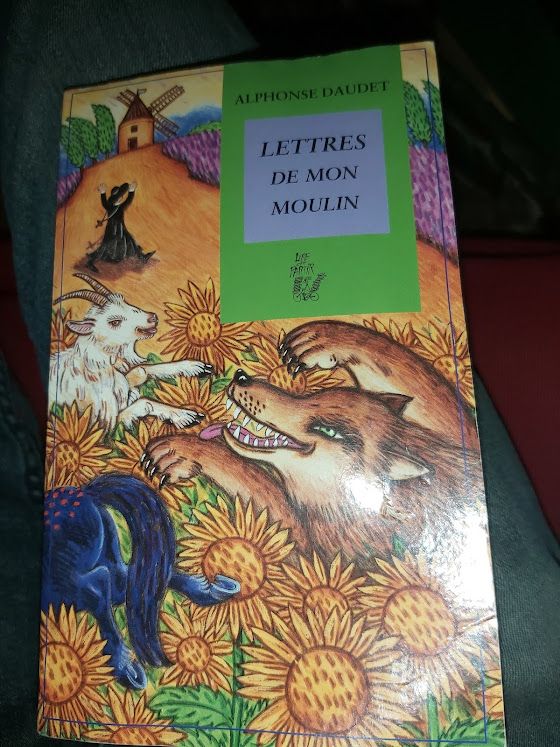 ALPHONSE DAUDET
LETTRES
DE MON
MOULIN